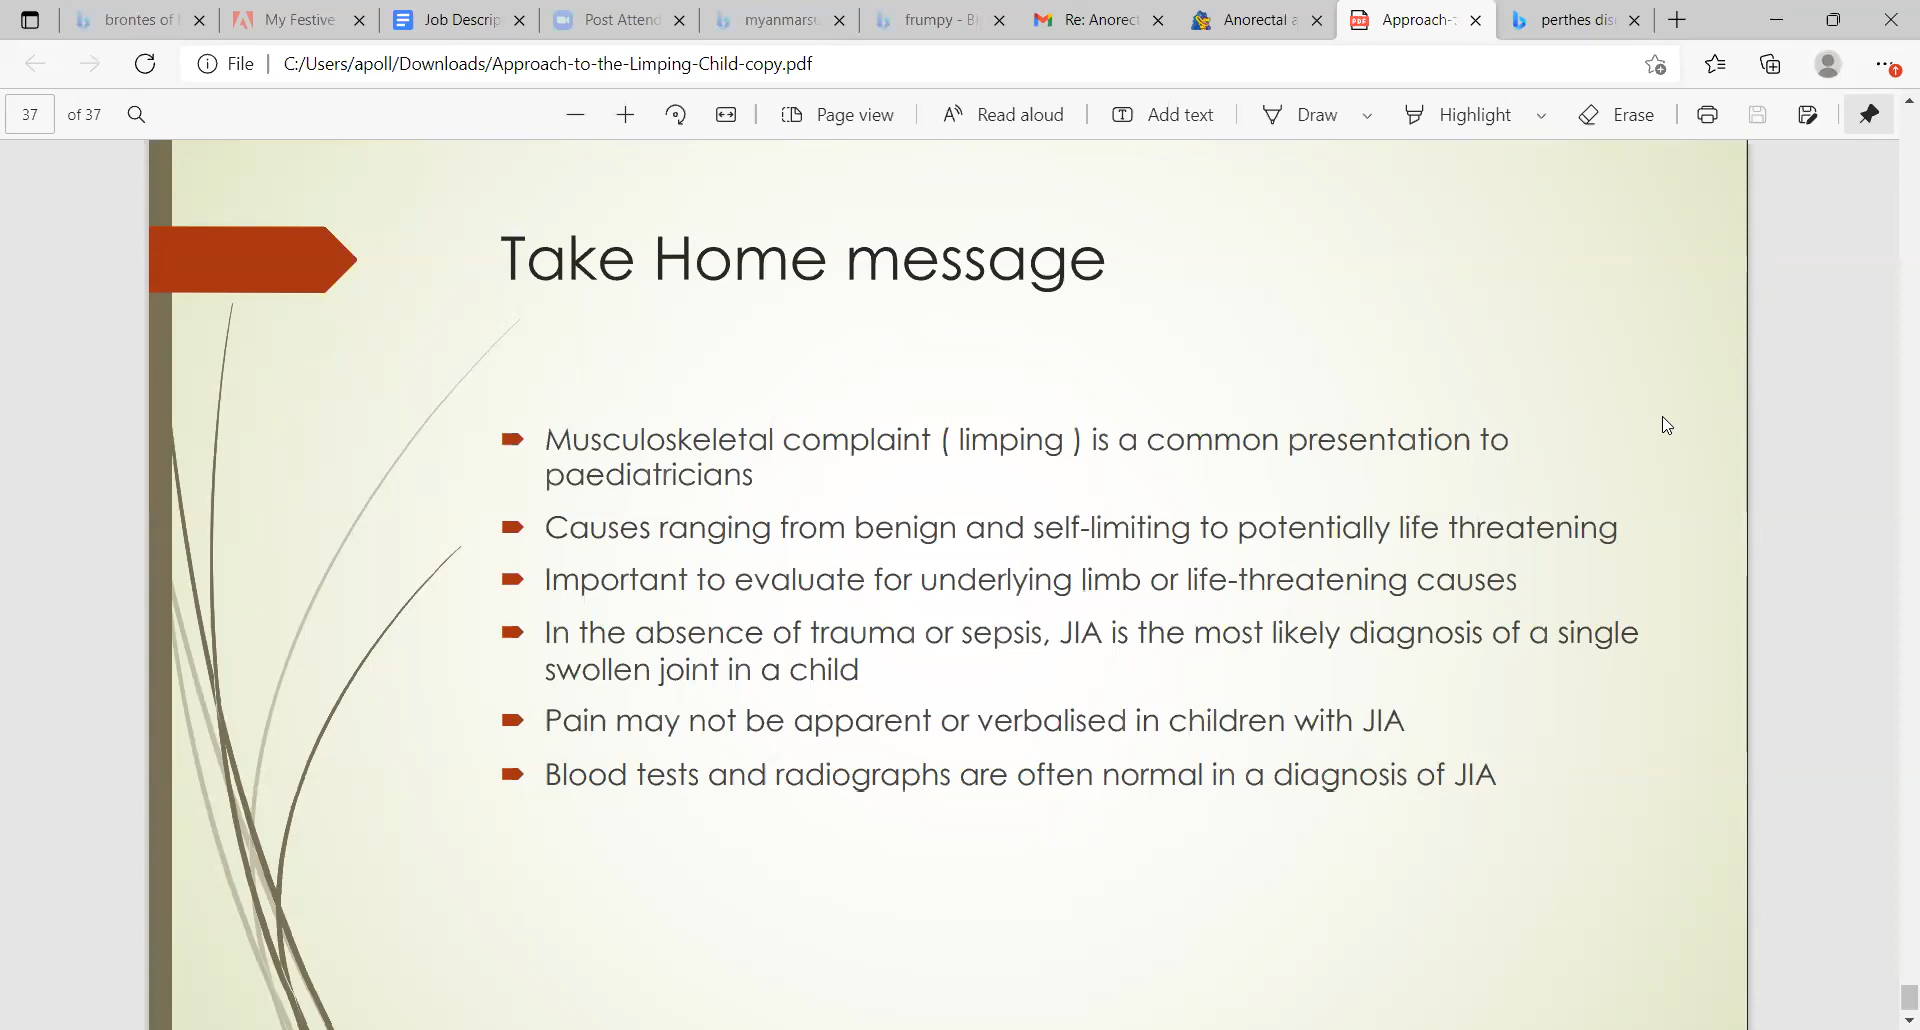 brontes of
My Festive
Job Descrip
Post Attend
myanmarsu
frumpy - Bi
Re: Anorect
Anorectal a
Approach-t
perthes dis
File
C:/Users/apoll/Downloads/Approach-to-the-Limping-Child-copy.pdf
37 of 37
Page view
Read aloud
Add text
Draw
Highlight
Erase
Take Home message
Musculoskeletal complaint ( limping ) is a common presentation to
paediatricians
Causes ranging from benign and self-limiting to potentially life threatening
Important to evaluate for underlying limb or life-threatening causes
In the absence of trauma or sepsis, JIA is the most likely diagnosis of a single
swollen joint in a child
Pain may not be apparent or verbalised in children with JIA
Blood tests and radiographs are often normal in a diagnosis of JIA